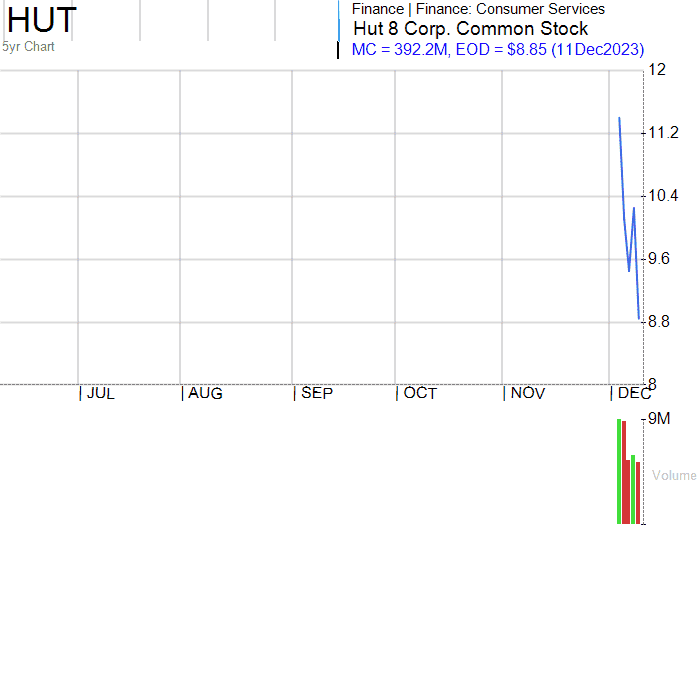 HUT
5yr Chart
Finance | Finance: Consumer Services
Hut 8 Corp. Common Stock
MC = 392.2M, EOD = $8.85 (11Dec2023)
12
11.2
10.4
9.6
8.8
8
| JUL | AUG | SEP | OCT | NOV | DEC
9M
Volume